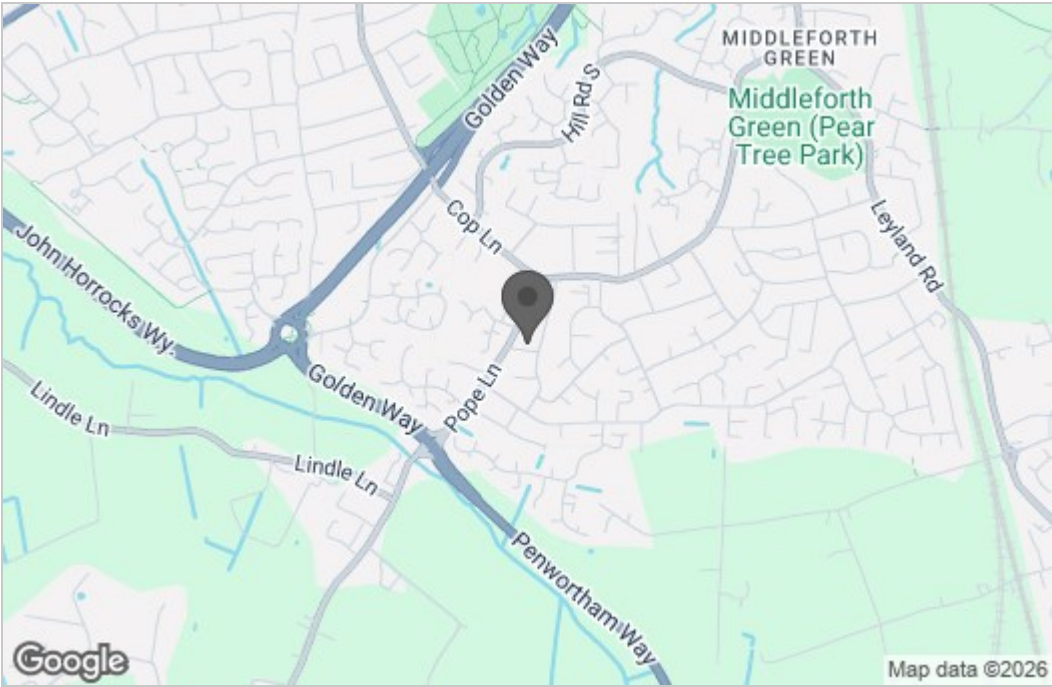 Golden Way
MIDDLEFORTH
GREEN
Hill Rd S
Middleforth
Green (Pear
Tree Park)
Cop Ln
Leyland Rd
John Horrocks Wy.
Golden Way
Pope Ln
Lindle Ln
Lindle Ln
Penwortham Way
Google
Map data ©2026